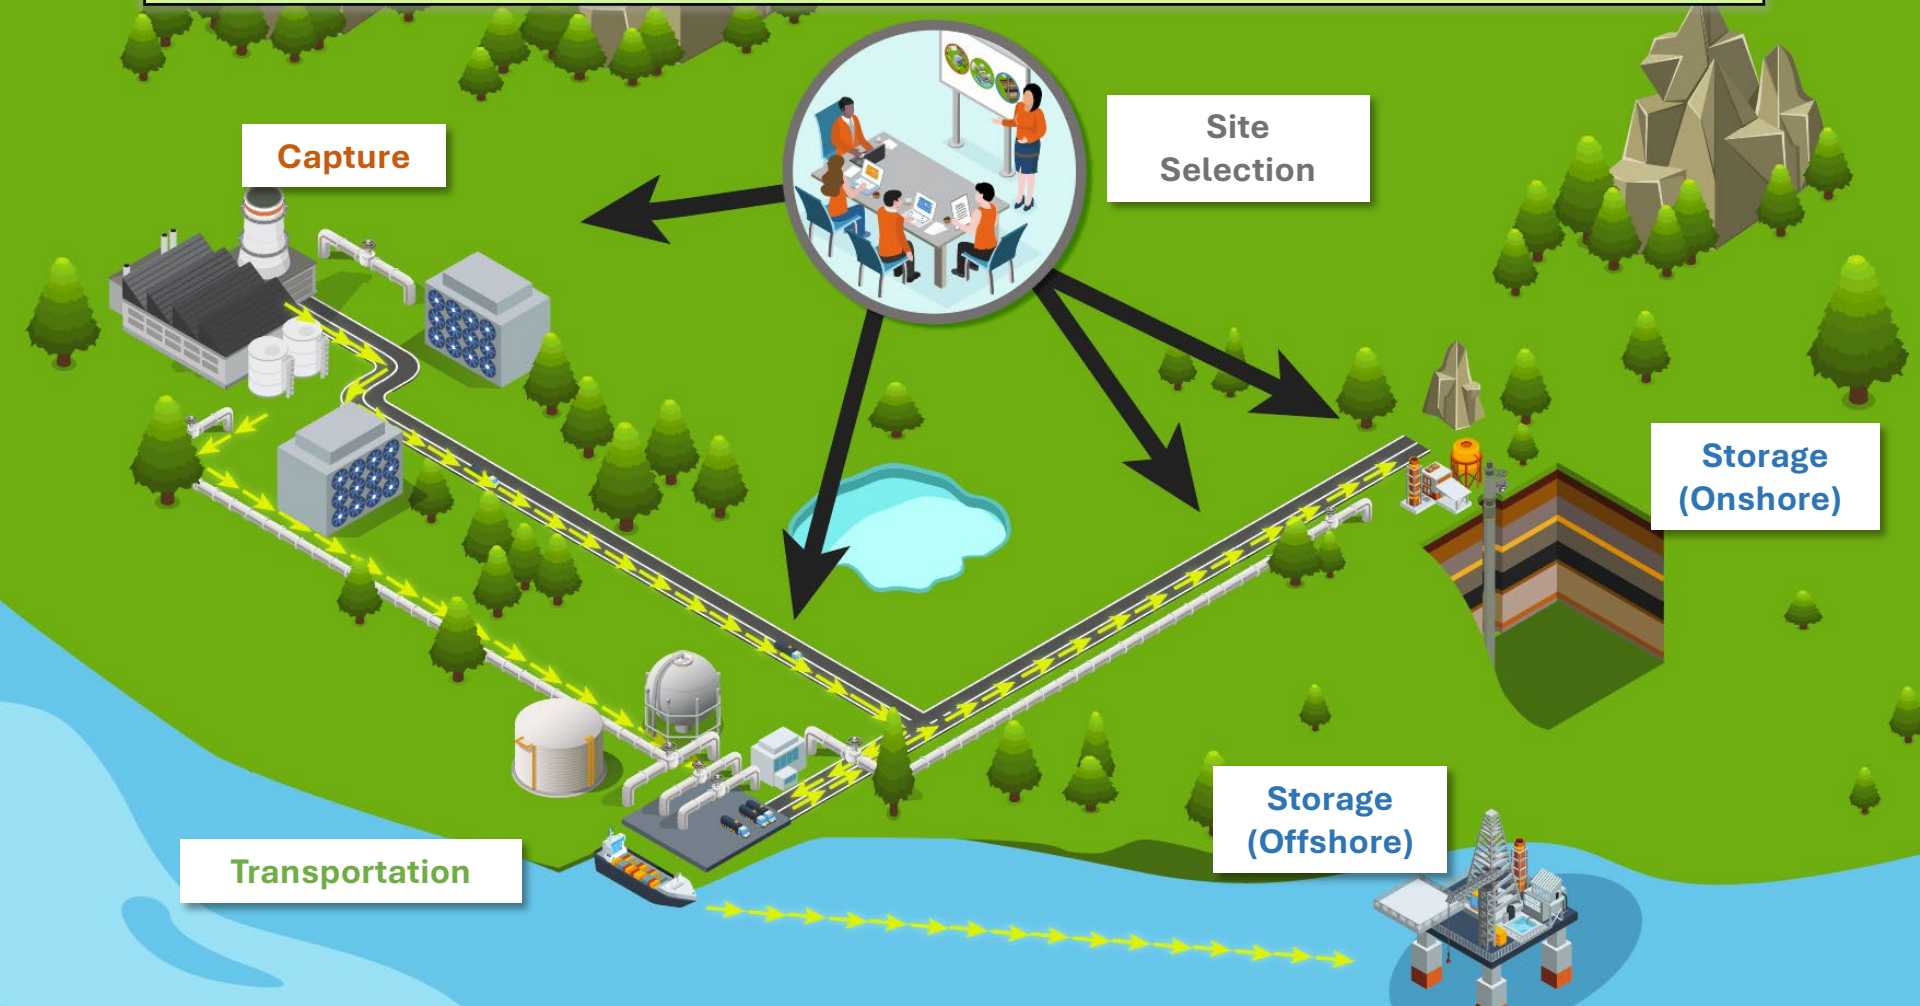 Capture
Site
Selection
Storage
(Onshore)
Storage
(Offshore)
Transportation